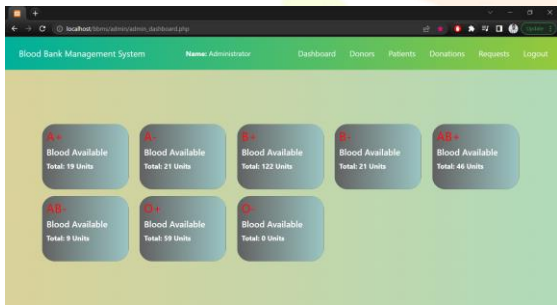 localhost/bbms/admin/admin_dashboard.php
Update
Blood Bank Management System
Name: Administrator
Dashboard
Donors
Patients
Donations
Requests
Logout
A+
Blood Available
Total: 19 Units
A-
Blood Available
Total: 21 Units
B+
Blood Available
Total: 122 Units
B-
Blood Available
Total: 21 Units
AB+
Blood Available
Total: 46 Units
AB-
Blood Available
Total: 9 Units
O+
Blood Available
Total: 59 Units
O-
Blood Available
Total: 0 Units